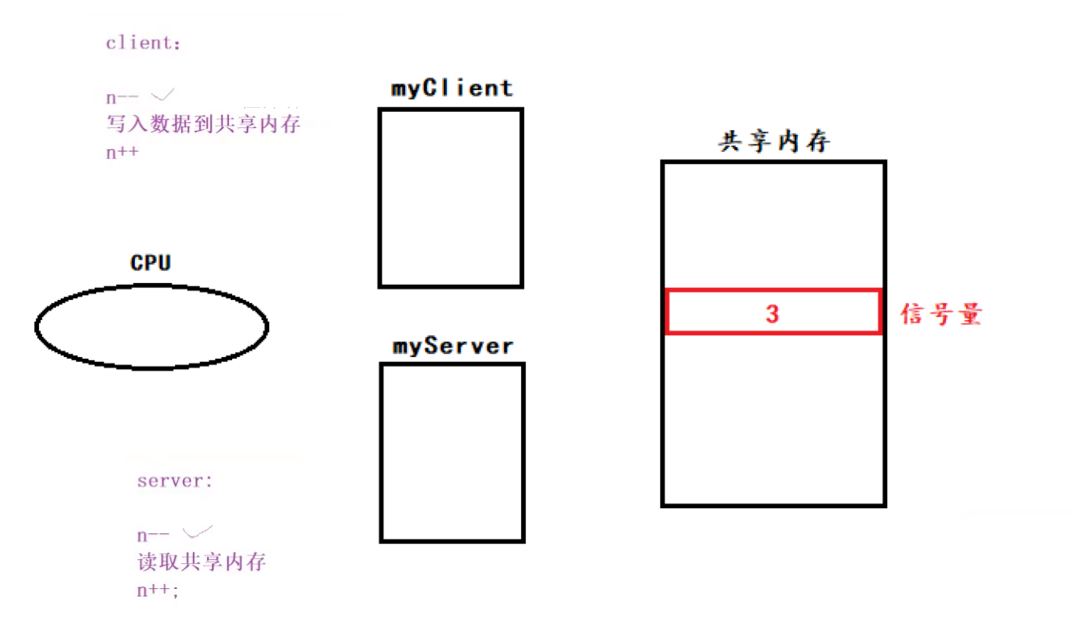 client：
n--
写入数据到共享内存
n++
myClient
共享内存
CPU
3
信号量
myServer
server:
n--
读取共享内存
n++;